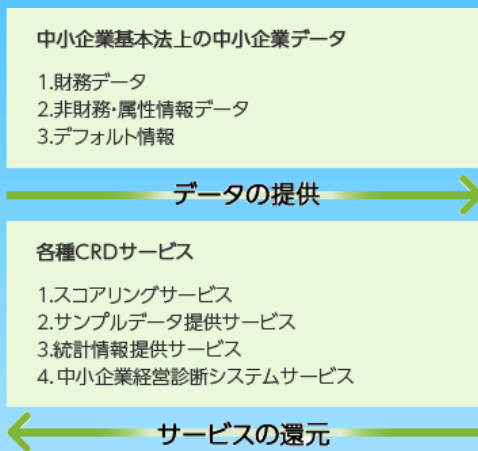 中小企業基本法上の中小企業データ
1.財務データ
2.非財務・属性情報データ
3.デフォルト情報
データの提供
各種CRDサービス
1.スコアリングサービス
2.サンプルデータ提供サービス
3.統計情報提供サービス
4.中小企業経営診断システムサービス
サービスの還元